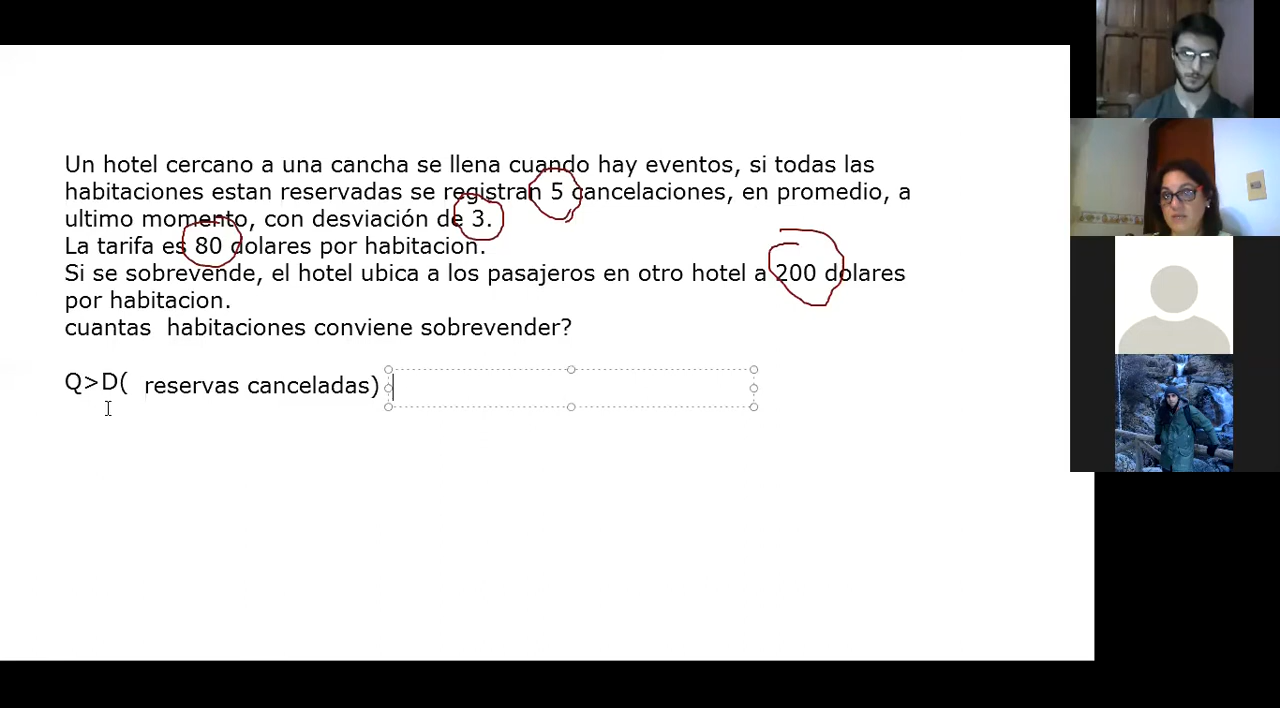 Un hotel cercano a una cancha se llena cuando hay eventos, si todas las
habitaciones estan reservadas se registran 5 cancelaciones, en promedio, a
ultimo momento, con desviación de 3.
La tarifa es 80 dolares por habitacion.
Si se sobrevende, el hotel ubica a los pasajeros en otro hotel a 200 dolares
por habitacion.
cuantas habitaciones conviene sobrevender?
Q>D( reservas canceladas)